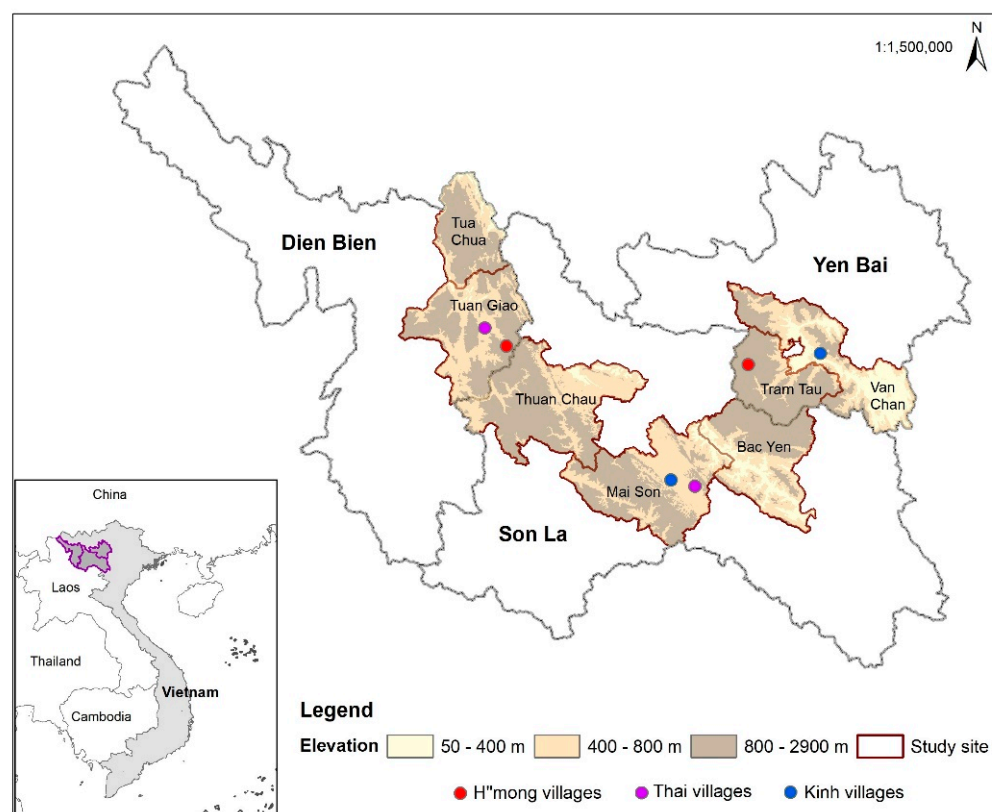 N
1:1,500,000
Tua
Chua
Dien Bien
Yen Bai
Tuan Giao
Thuan Chau
Tram Tau
Van
Chan
Bac Yen
Mai Son
Son La
China
Laos
Thailand
Vietnam
Cambodia
Legend
Elevation 50 - 400 m 400 - 800 m 800 - 2900 m Study site
H"mong villages Thai villages Kinh villages